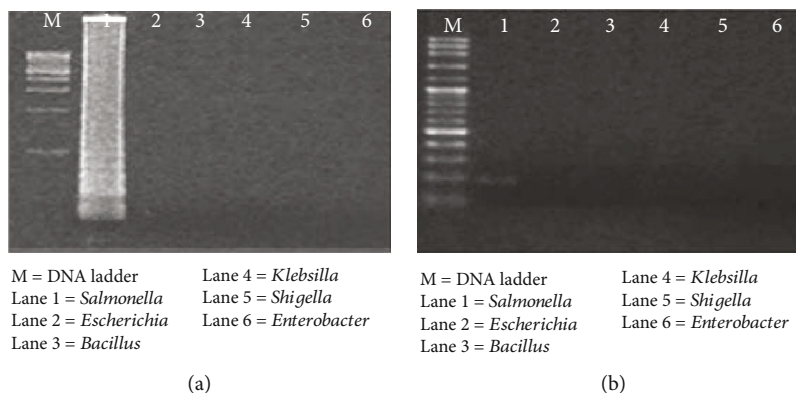 M 1 2 3 4 5 6
M = DNA ladder
Lane 1 = Salmonella
Lane 2 = Escherichia
Lane 3 = Bacillus
Lane 4 = Klebsilla
Lane 5 = Shigella
Lane 6 = Enterobacter
(a)
M 1 2 3 4 5 6
M = DNA ladder
Lane 1 = Salmonella
Lane 2 = Escherichia
Lane 3 = Bacillus
Lane 4 = Klebsilla
Lane 5 = Shigella
Lane 6 = Enterobacter
(b)